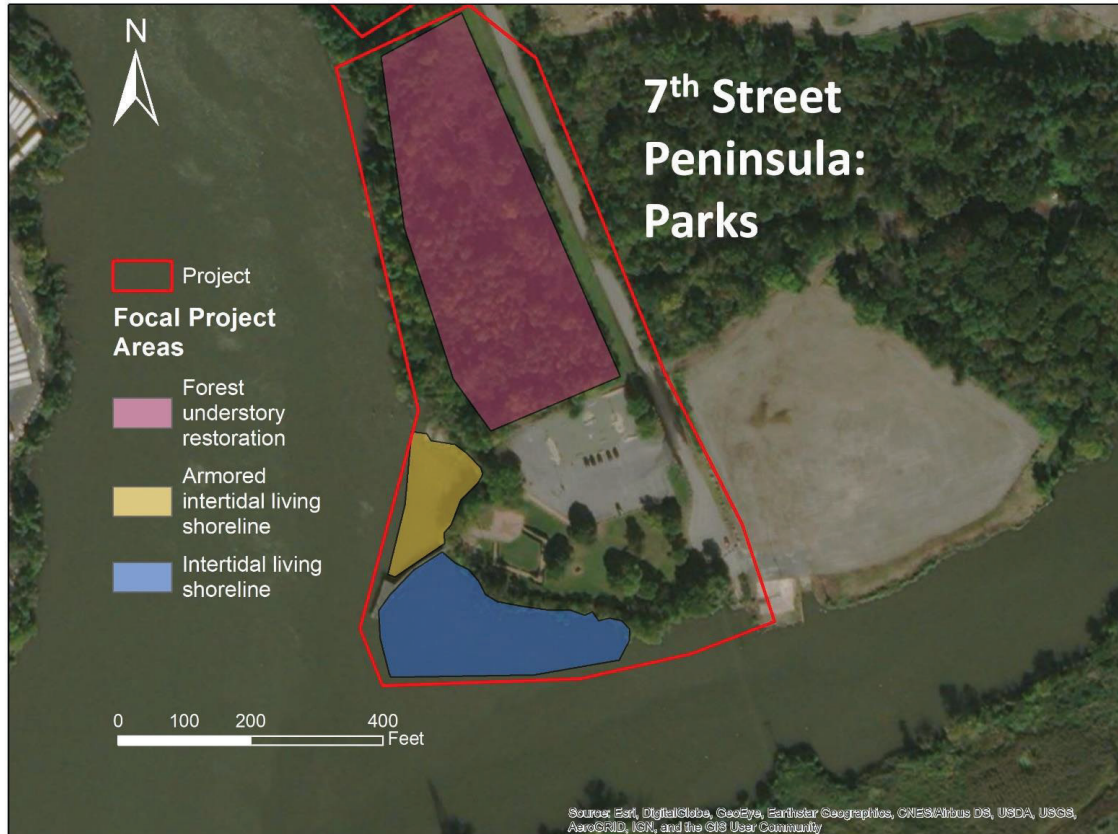 7th Street
Peninsula:
Parks
N
Project
Focal Project
Areas
Forest
understory
restoration
Armored
intertidal living
shoreline
Intertidal living
shoreline
0 100 200 400
Feet
Source: Esri, DigitalGlobe, GeoEye, Earthstar Geographics, CNES/Airbus DS, USDA, USGS,
AeroGRID, IGN, and the GIS User Community